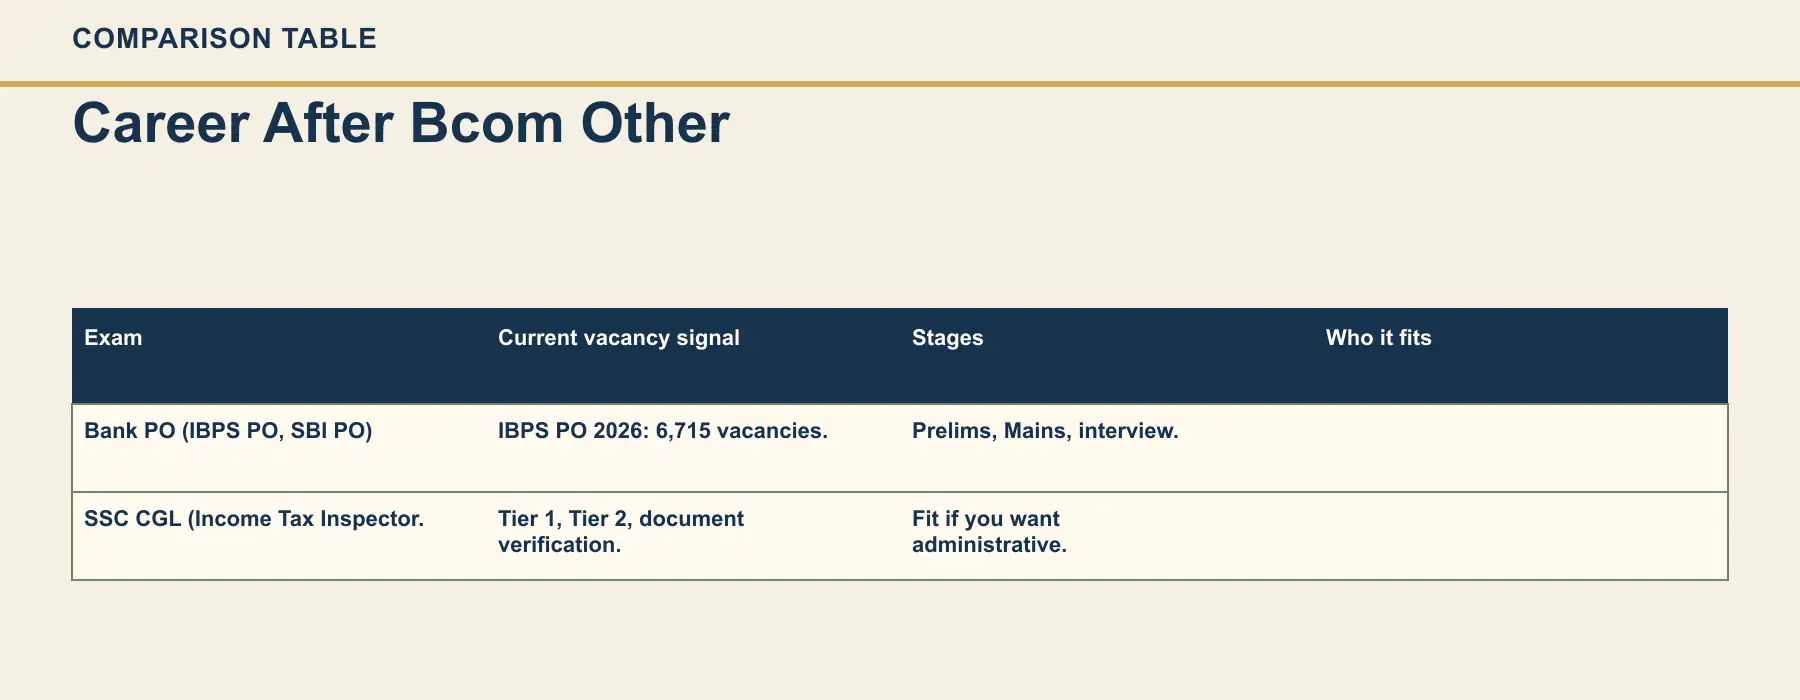 COMPARISON TABLE
Career After Bcom Other
Exam Current vacancy signal Stages Who it fits
Bank PO (IBPS PO, SBI PO) IBPS PO 2026: 6,715 vacancies. Prelims, Mains, interview.
SSC CGL (Income Tax Inspector. Tier 1, Tier 2, document Fit if you want
verification. administrative.